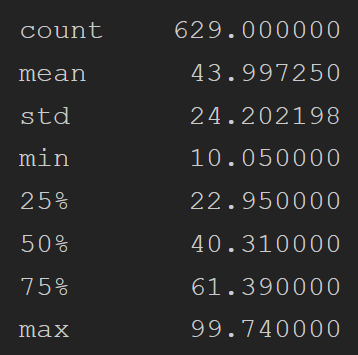 count 629.000000
mean 43.997250
std 24.202198
min 10.050000
25% 22.950000
50% 40.310000
75% 61.390000
max 99.740000